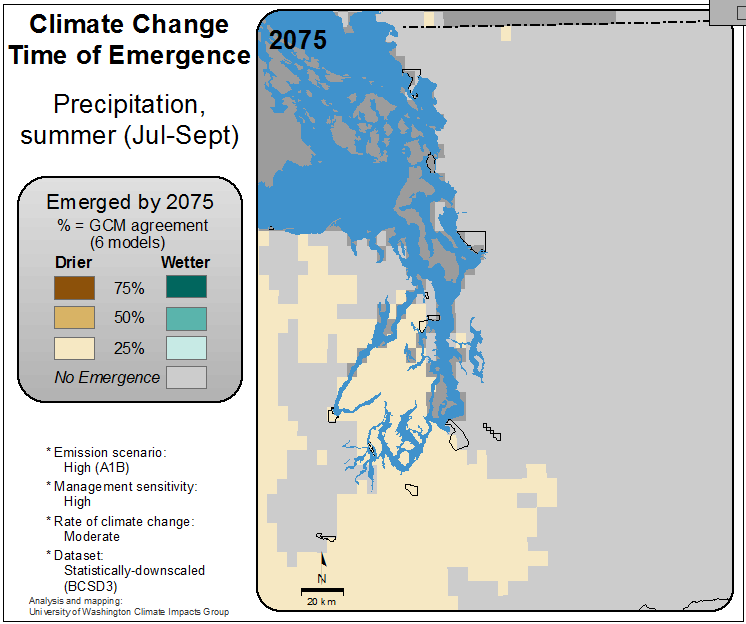 Climate Change
Time of Emergence
Precipitation,
summer (Jul-Sept)
Emerged by 2075
% = GCM agreement
(6 models)
Drier Wetter
75%
50%
25%
No Emergence
* Emission scenario:
High (A1B)
* Management sensitivity:
High
* Rate of climate change:
Moderate
* Dataset:
Statistically-downscaled
(BCSD3)
Analysis and mapping:
University of Washington Climate Impacts Group
2075
N
20 km